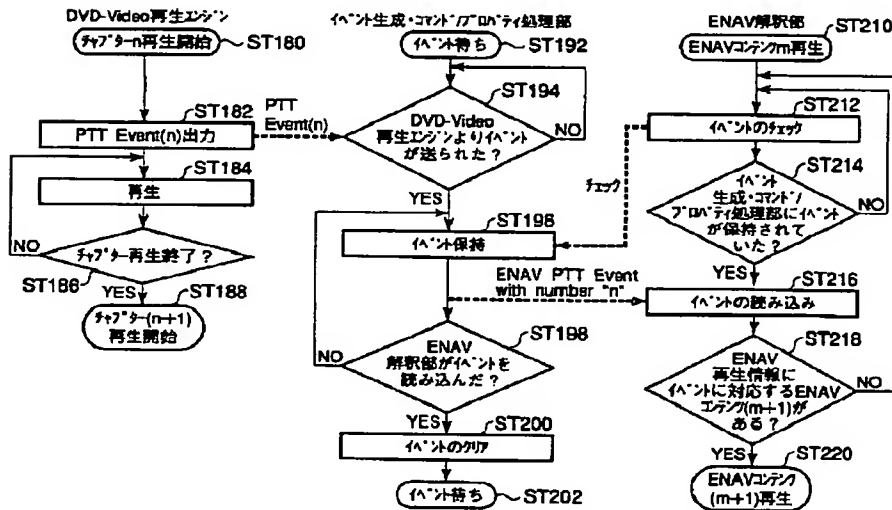 DVD-Video再生エンジン
チャプターn再生開始
ST180
ST182
PTT Event(n)出力
PTT
Event(n)
ST184
再生
NO
チャプター再生終了？
ST186
YES
ST188
チャプター(n+1)
再生開始
イベント生成・コマンド/プロパティ処理部
イベント待ち
ST192
ST194
DVD-Video
再生エンジンよりイベント
が送られた？
NO
YES
ST198
イベント保持
チェック
ENAV PTT Event
with number "n"
ST198
NO
ENAV
解釈部がイベントを
読み込んだ？
YES
ST200
イベントのクリア
イベント待ち
ST202
ENAV解釈部
ST210
ENAVコンテンツm再生
ST212
イベントのチェック
ST214
イベント
生成・コマンド/
プロパティ処理部にイベント
が保持されて
いた？
NO
YES
ST216
イベントの読み込み
ST218
ENAV
再生情報に
イベントに対応するENAV
コンテンツ(m+1)が
ある？
NO
YES
ST220
ENAVコンテンツ
(m+1)再生